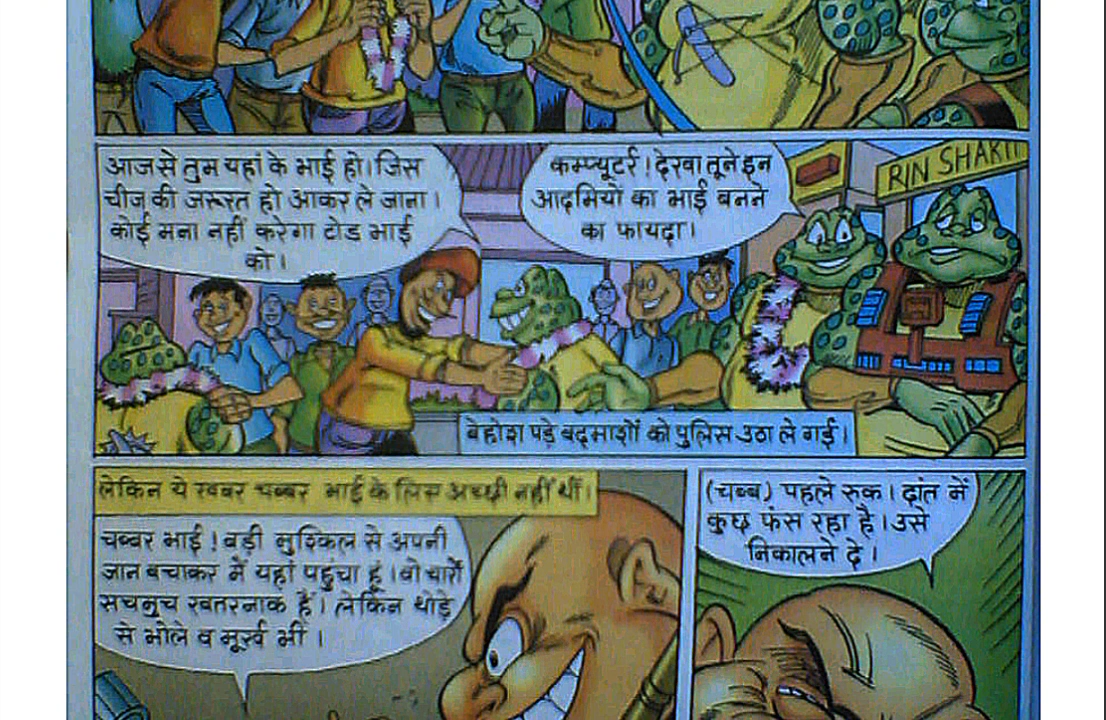 आज से तुम यहां के भाई हो। जिस
चीज की जरूरत हो आकर ले जाना।
कोई मना नहीं करेगा टोड भाई
को।
कम्प्यूटर्र! देखा तूने इन
आदमियों का भाई बनने
का फायदा।
RIN SHAKTI
बेहोश पड़े बदमाशों को पुलिस उठा ले गई।
लेकिन ये खबर चब्बर भाई के लिए अच्छी नहीं थीं।
चब्बर भाई! बड़ी मुश्किल से अपनी
जान बचाकर मैं यहां पहुंचा हूं। वो चारों
सचमुच खतरनाक हैं। लेकिन थोड़े
से भोले व मूर्ख भी।
(चब्ब) पहले रुक। दांत में
कुछ फंस रहा है। उसे
निकालने दे।